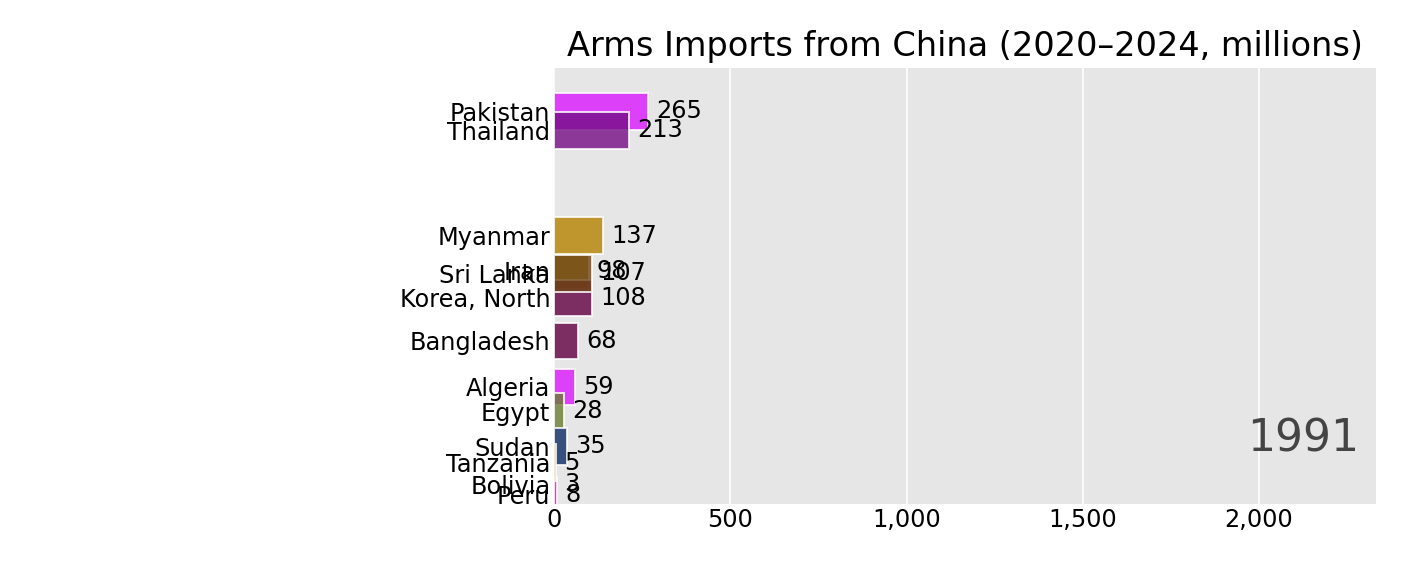 Arms Imports from China (2020–2024, millions)
Pakistan 265
Thailand 213
Myanmar 137
Iran 98
Sri Lanka 107
Korea, North 108
Bangladesh 68
Algeria 59
Egypt 28
1991
Sudan 35
Tanzania 5
Bolivia 3
Peru 8
0 500 1,000 1,500 2,000